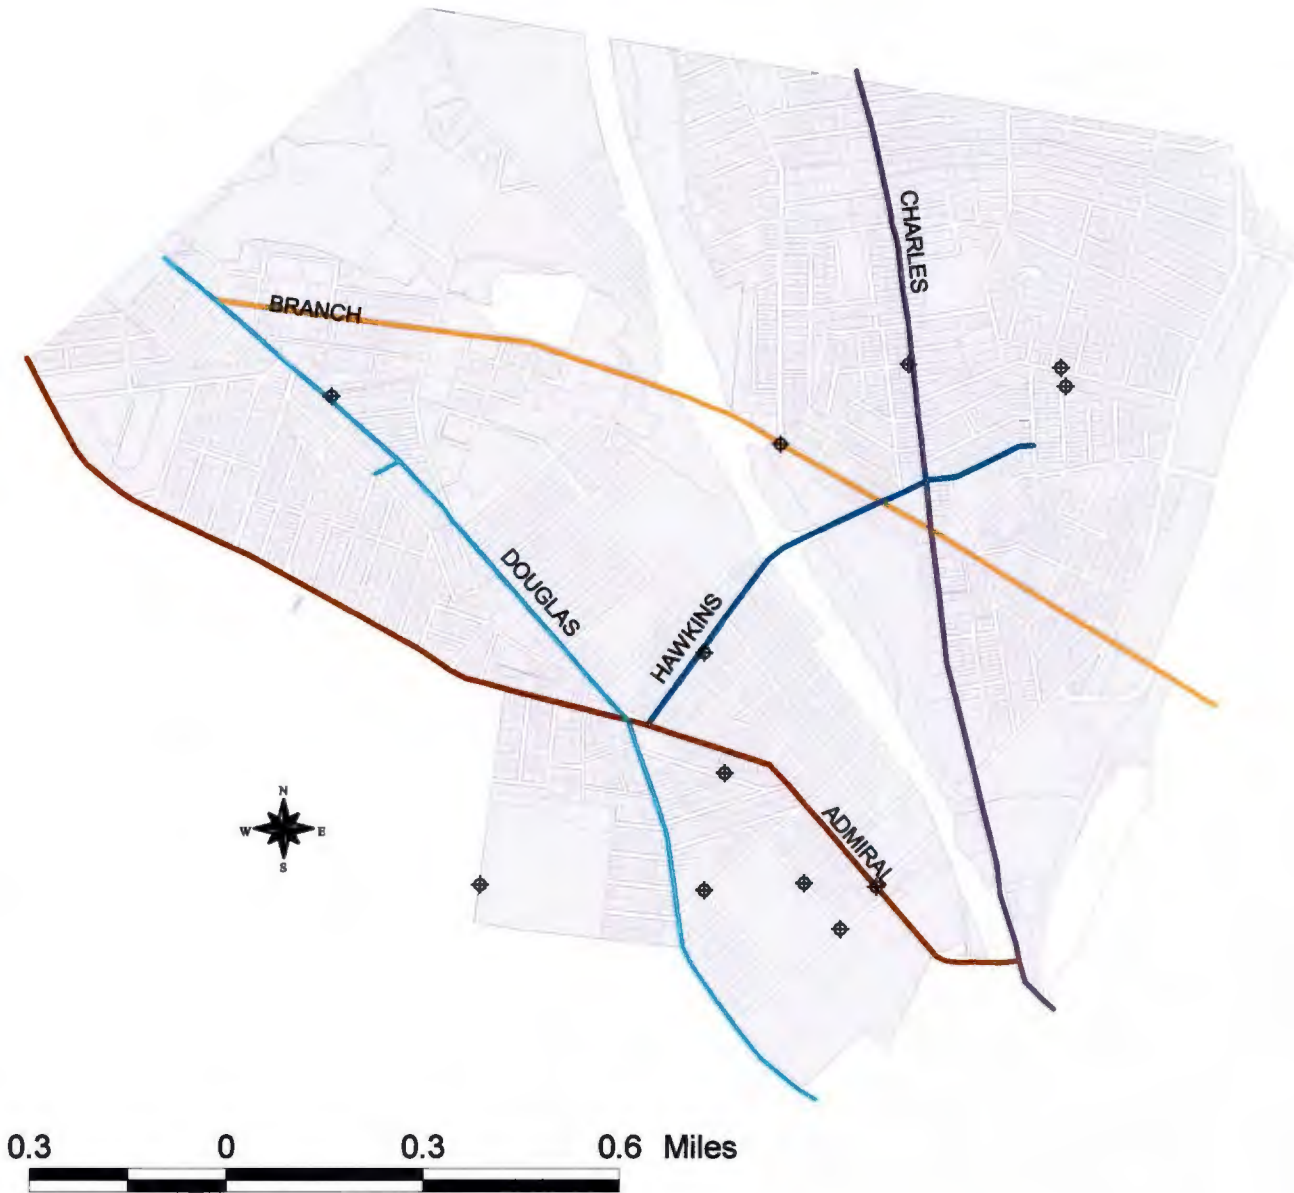 CHARLES
BRANCH
DOUGLAS
HAWKINS
ADMIRAL
N
W E
S
0.3 0 0.3 0.6 Miles